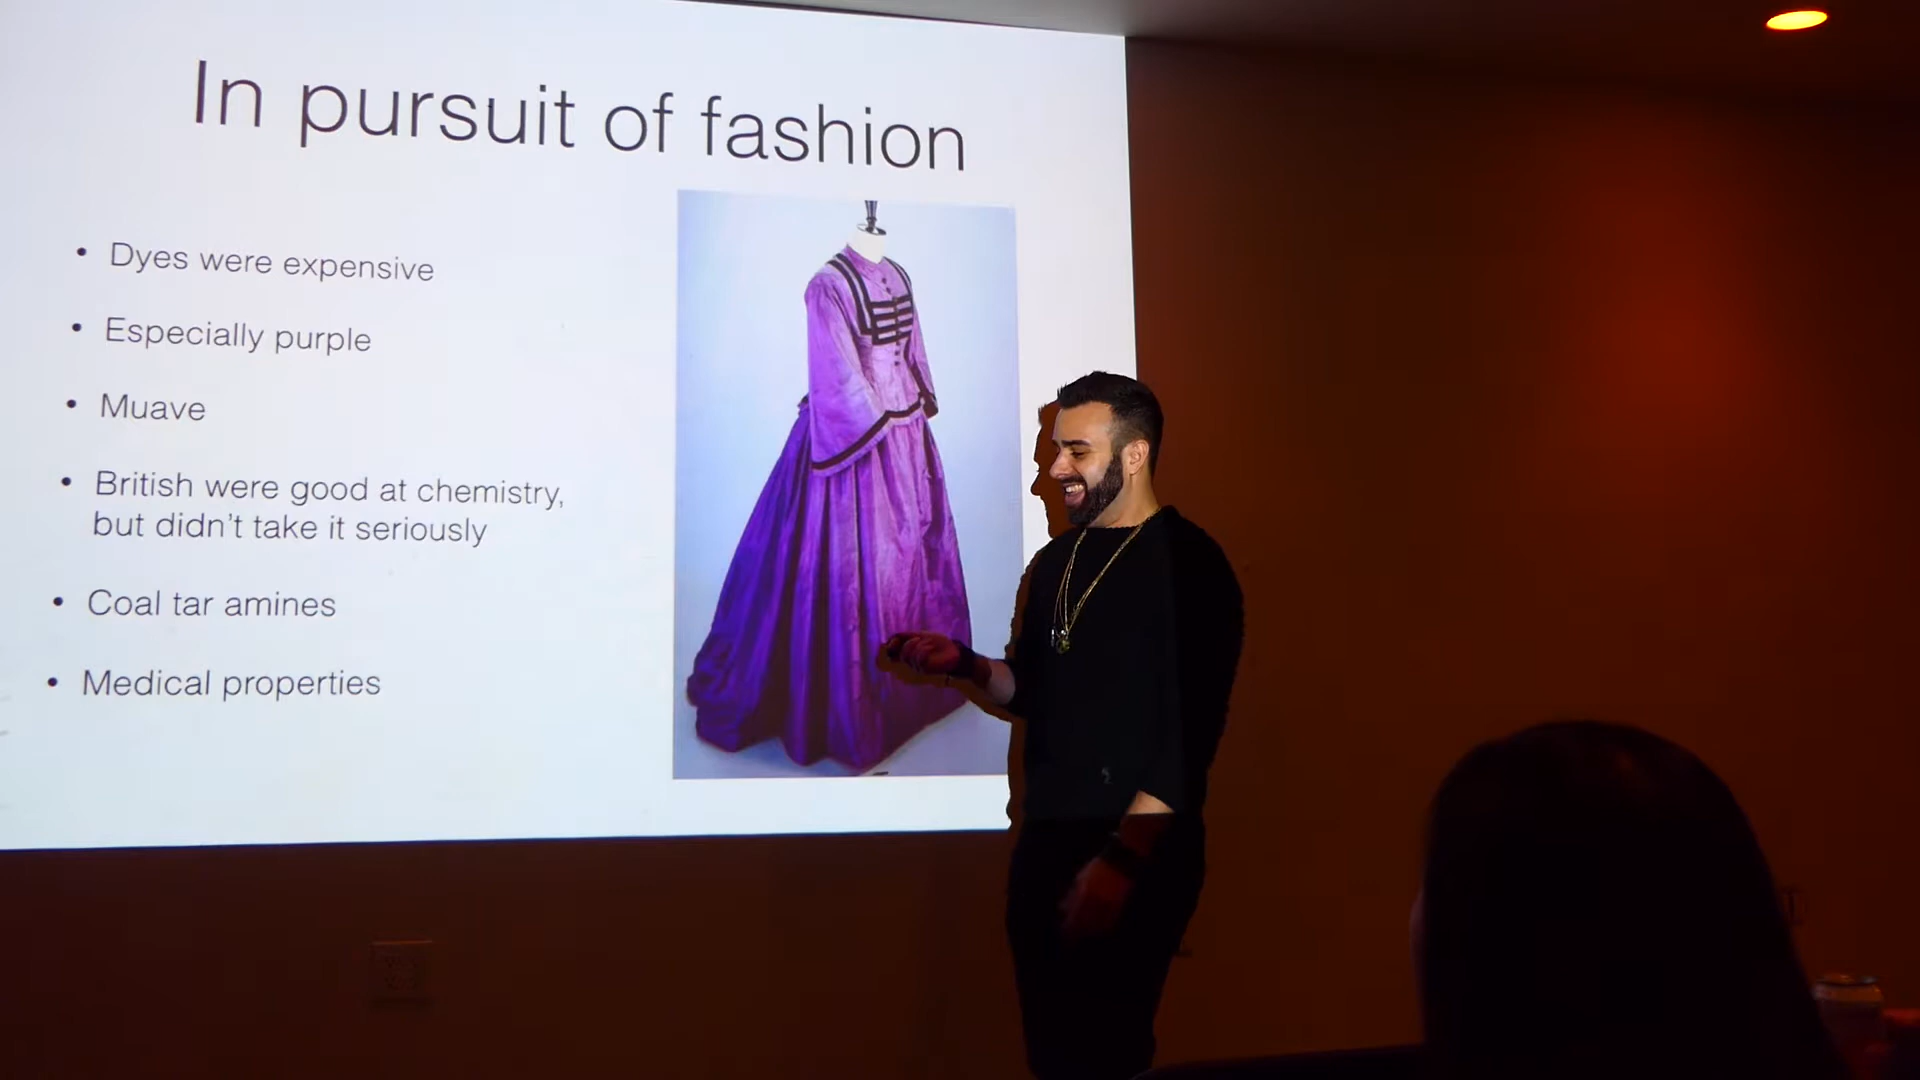 In pursuit of fashion
• Dyes were expensive
• Especially purple
• Muave
• British were good at chemistry,
but didn't take it seriously
• Coal tar amines
• Medical properties